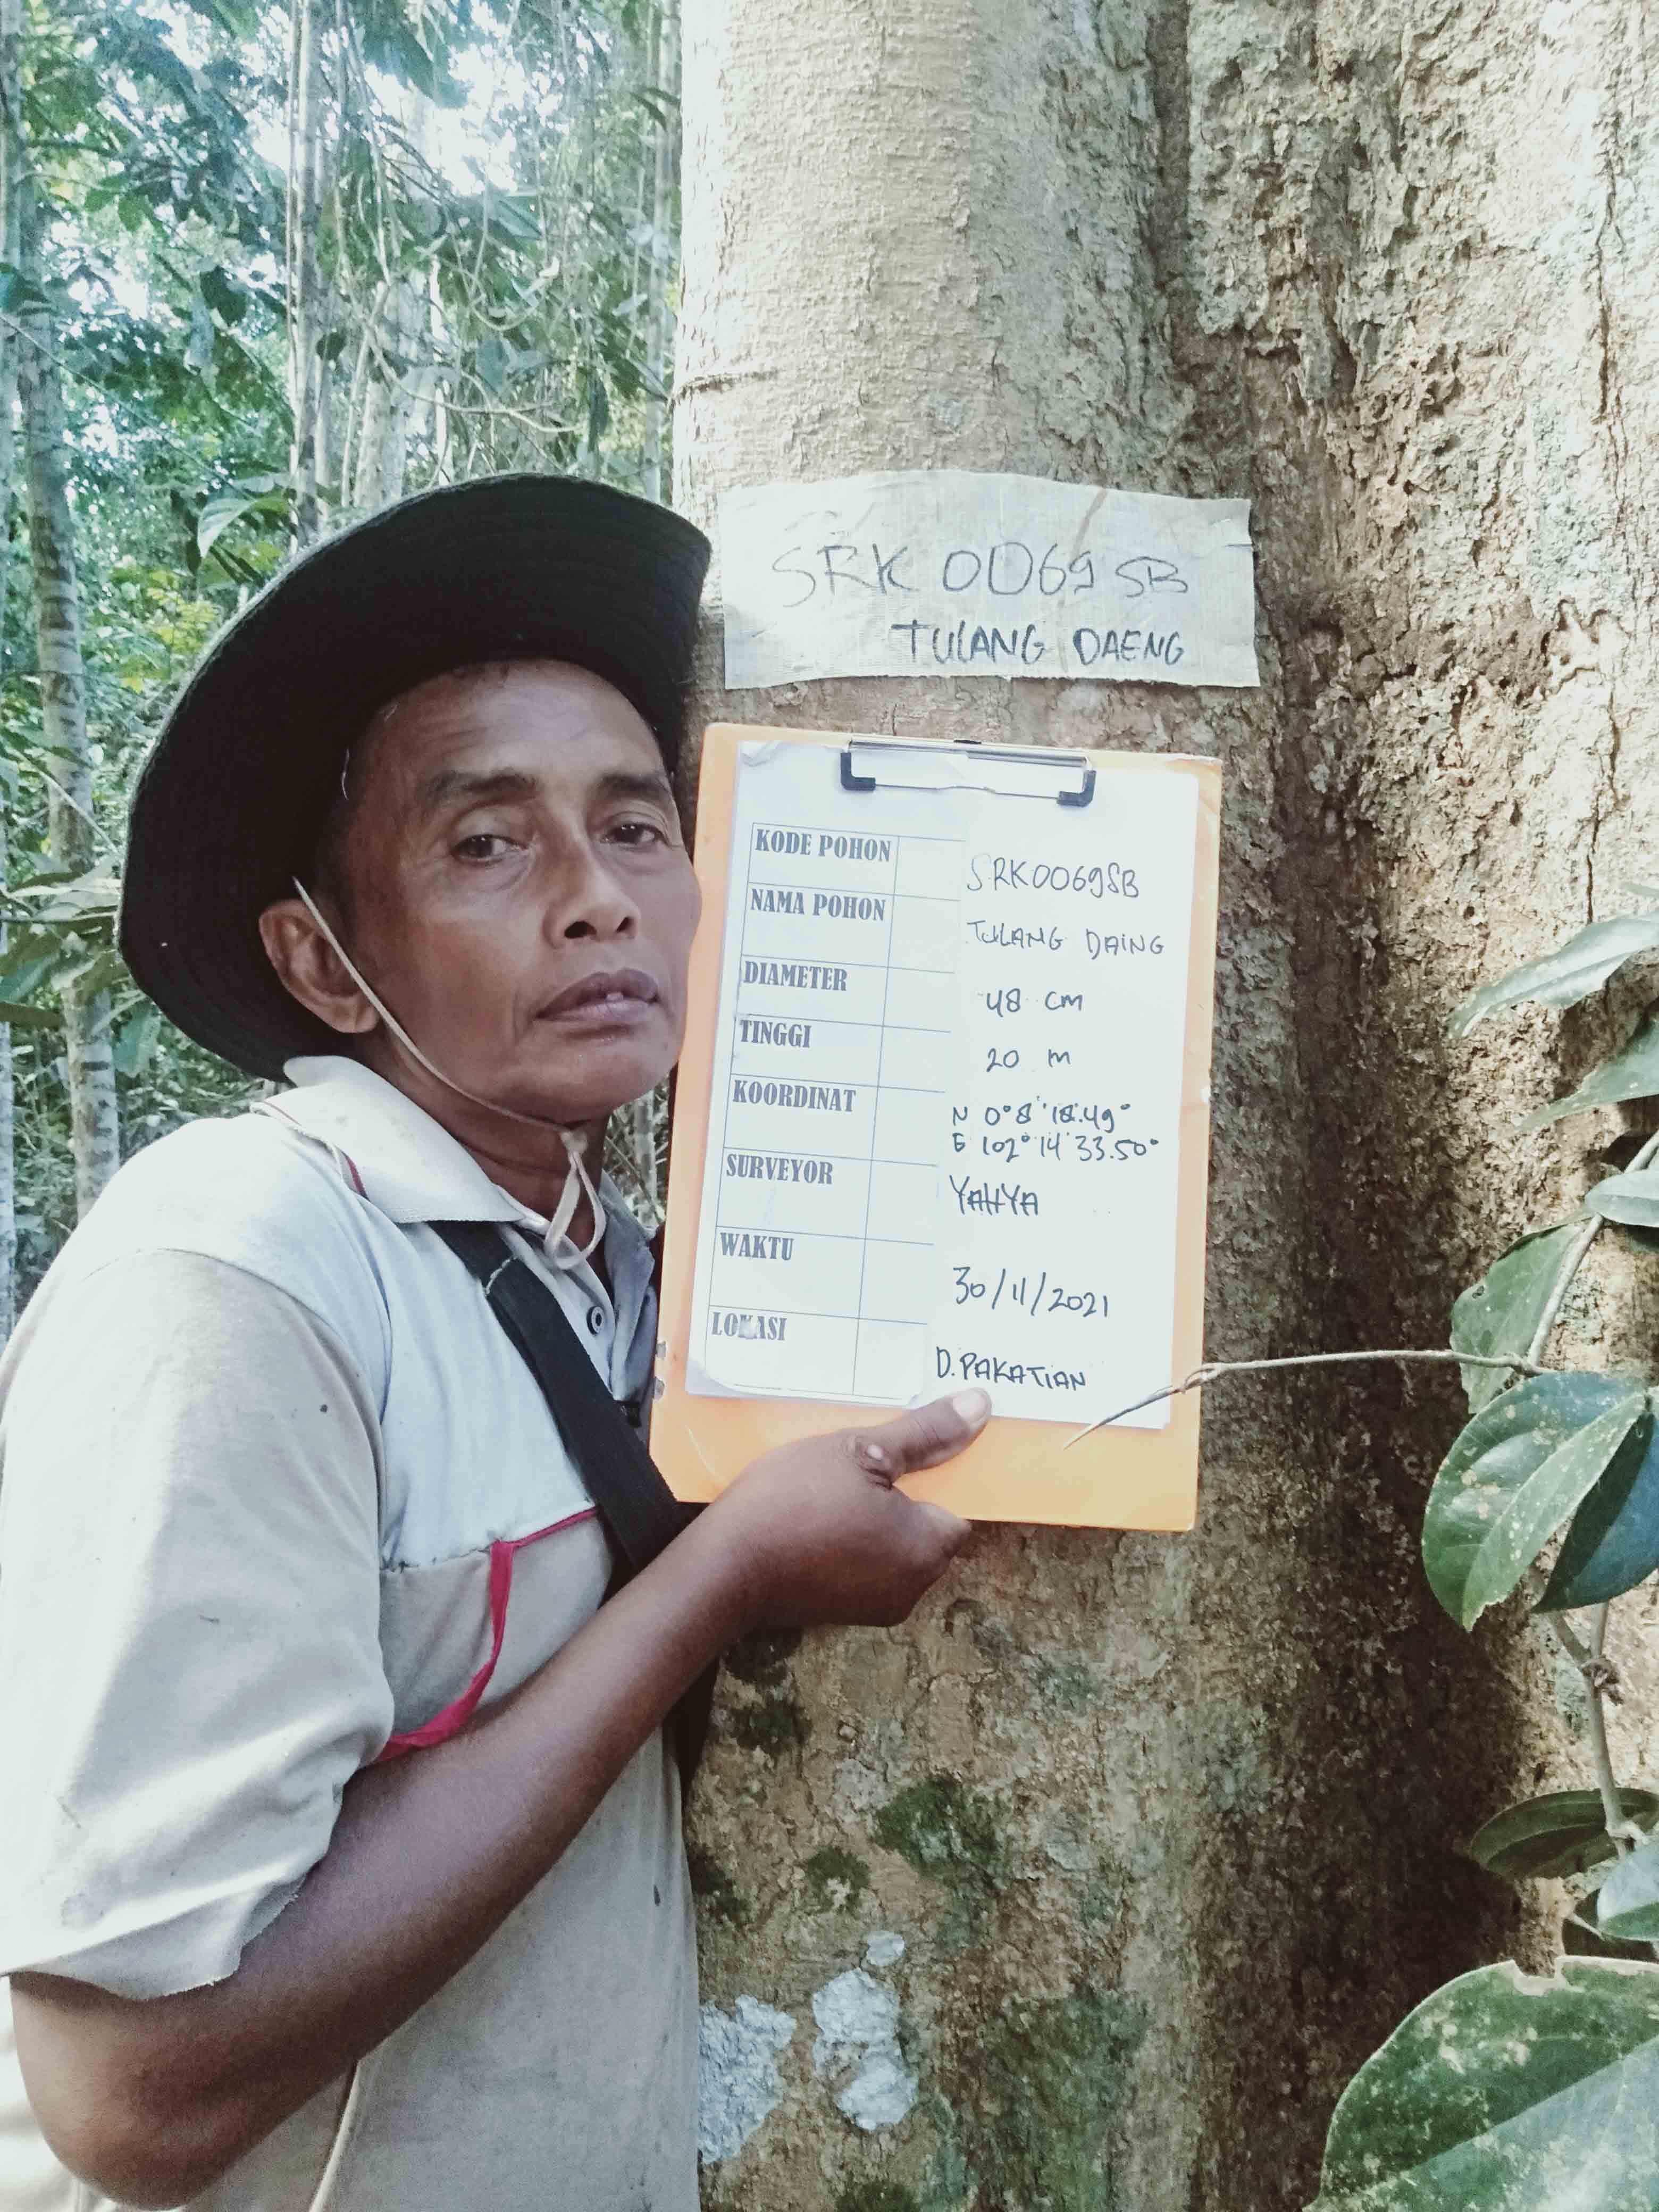 SRK 0069 SB
TULANG DAENG
KODE POHON SRK0069SB
NAMA POHON TULANG DAING
DIAMETER 48 cm
TINGGI 20 m
KOORDINAT N 0°8'18.49"
E 102°14'33.50"
SURVEYOR YAHYA
WAKTU 30/11/2021
LOKASI D.PAKATIAN